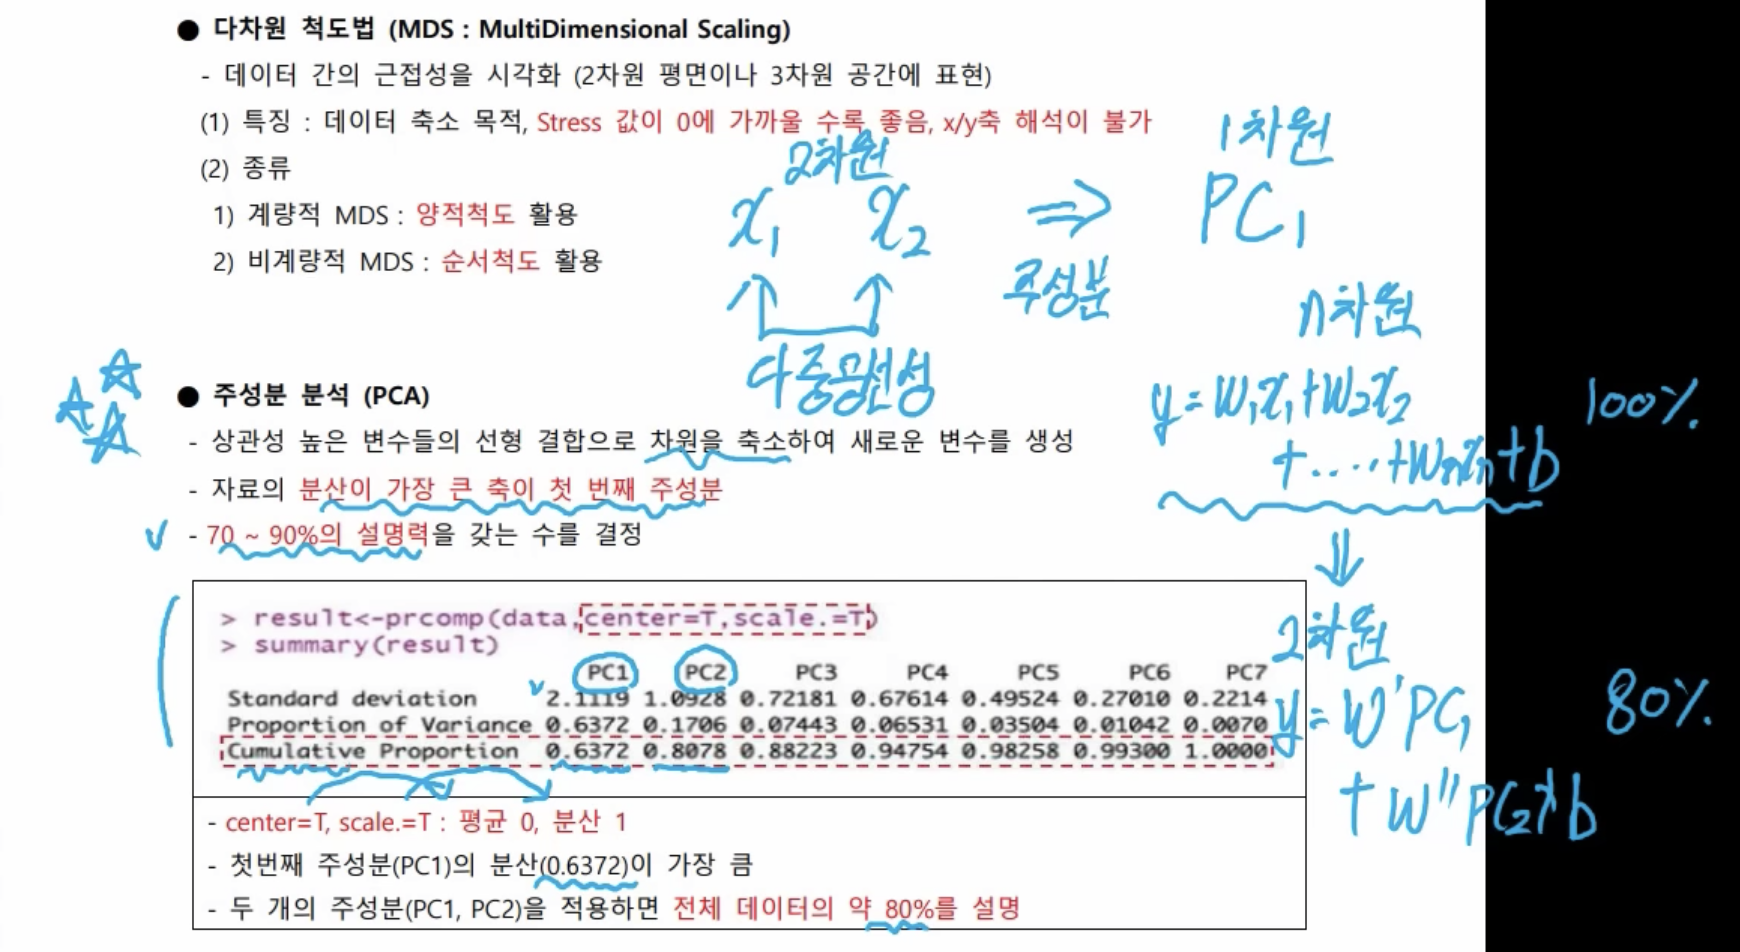 ● 다차원 척도법 (MDS : MultiDimensional Scaling)
- 데이터 간의 근접성을 시각화 (2차원 평면이나 3차원 공간에 표현)
(1) 특징 : 데이터 축소 목적, Stress 값이 0에 가까울 수록 좋음, x/y축 해석이 불가
(2) 종류
1) 계량적 MDS : 양적척도 활용
2) 비계량적 MDS : 순서척도 활용
2차원
x₁ x₂ ⇒ PC₁
1차원
주성분
다중공선성
n차원
y = w₁x₁ + w₂x₂
+ .... + wₙxₙ + b
100%
● 주성분 분석 (PCA)
- 상관성 높은 변수들의 선형 결합으로 차원을 축소하여 새로운 변수를 생성
- 자료의 분산이 가장 큰 축이 첫 번째 주성분
- 70 ~ 90%의 설명력을 갖는 수를 결정
> result<-prcomp(data,center=T,scale.=T)
> summary(result)
PC1 PC2 PC3 PC4 PC5 PC6 PC7
Standard deviation 2.1119 1.0928 0.72181 0.67614 0.49524 0.27010 0.2214
Proportion of Variance 0.6372 0.1706 0.07443 0.06531 0.03504 0.01042 0.0070
Cumulative Proportion 0.6372 0.8078 0.88223 0.94754 0.98258 0.99300 1.0000
2차원
y = w'PC₁
+ w''PC₂ + b
80%
- center=T, scale.=T : 평균 0, 분산 1
- 첫번째 주성분(PC1)의 분산(0.6372)이 가장 큼
- 두 개의 주성분(PC1, PC2)을 적용하면 전체 데이터의 약 80%를 설명